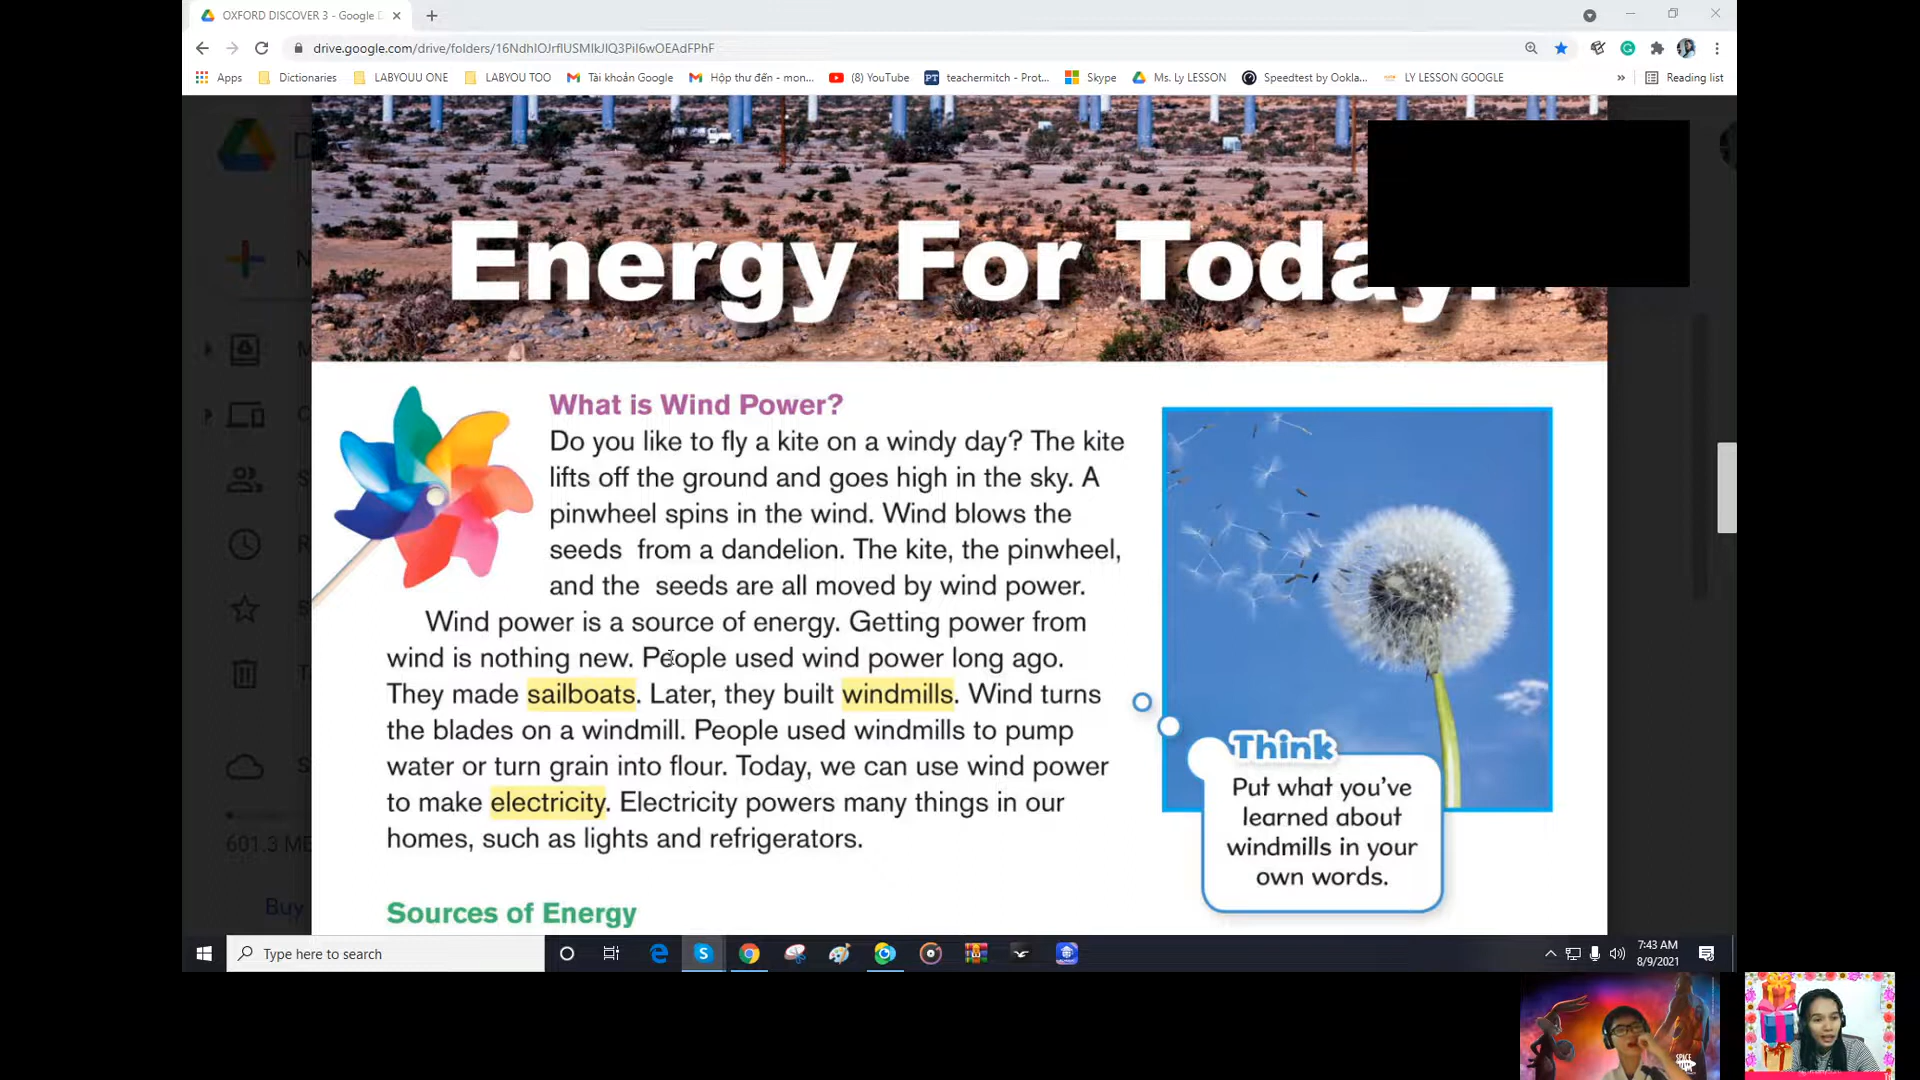 OXFORD DISCOVER 3 - Google D
drive.google.com/drive/folders/16NdhIOJrflUSMIkJIQ3Pil6wOEAdFPhF
Apps
Dictionaries
LABYOUU ONE
LABYOU TOO
Tài khoản Google
Hộp thư đến - mon...
(8) YouTube
teachermitch - Prot...
Skype
Ms. Ly LESSON
Speedtest by Ookla...
LY LESSON GOOGLE
»
Reading list
Energy For Today!
What is Wind Power?
Do you like to fly a kite on a windy day? The kite
lifts off the ground and goes high in the sky. A
pinwheel spins in the wind. Wind blows the
seeds from a dandelion. The kite, the pinwheel,
and the seeds are all moved by wind power.
Wind power is a source of energy. Getting power from
wind is nothing new. People used wind power long ago.
They made sailboats. Later, they built windmills. Wind turns
the blades on a windmill. People used windmills to pump
water or turn grain into flour. Today, we can use wind power
to make electricity. Electricity powers many things in our
homes, such as lights and refrigerators.
Think
Put what you've
learned about
windmills in your
own words.
Sources of Energy
601.3 MB
Buy
Type here to search
7:43 AM
8/9/2021
SPACE